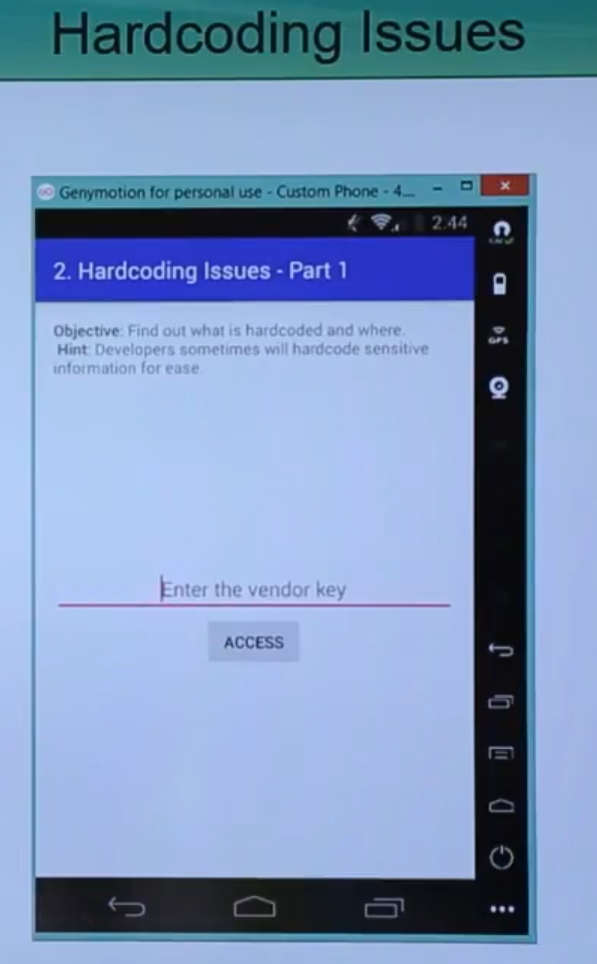 Hardcoding Issues
Genymotion for personal use - Custom Phone - 4...
2:44
2. Hardcoding Issues - Part 1
Objective: Find out what is hardcoded and where.
Hint: Developers sometimes will hardcode sensitive
information for ease.
GPS
Enter the vendor key
ACCESS